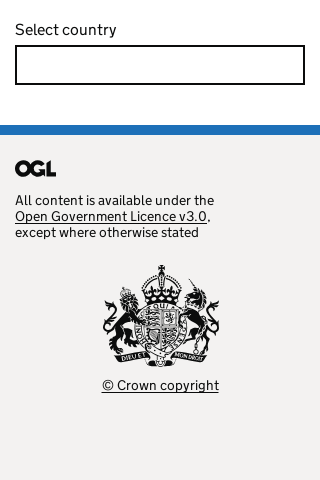 Select country
OGL
All content is available under the
Open Government Licence v3.0,
except where otherwise stated
DIEU ET MON DROIT
© Crown copyright